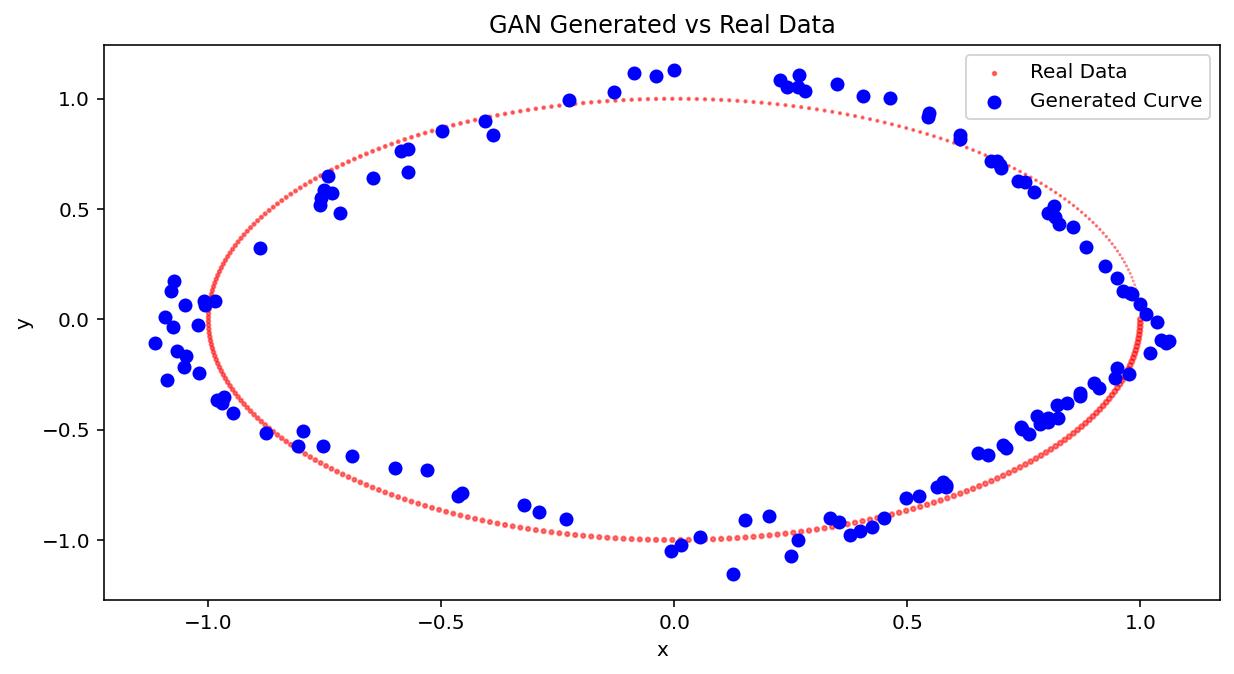 GAN Generated vs Real Data
Real Data
Generated Curve
1.0
0.5
0.0
−0.5
−1.0
y
−1.0 −0.5 0.0 0.5 1.0
x